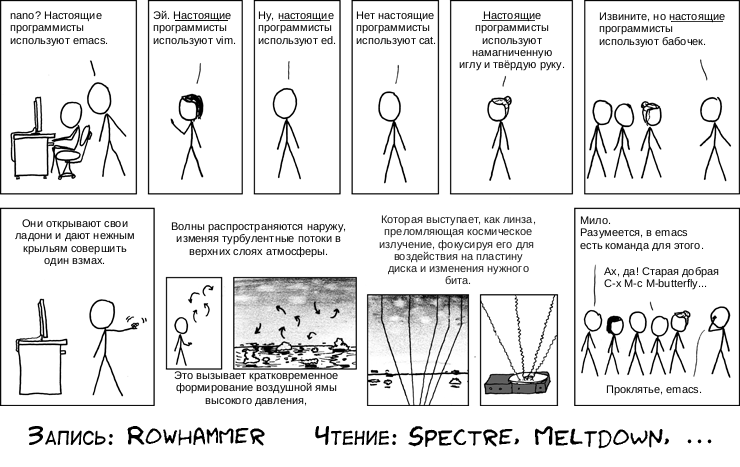 nano? Настоящие
программисты
используют emacs.
Эй. Настоящие
программисты
используют vim.
Ну, настоящие
программисты
используют ed.
Нет настоящие
программисты
используют cat.
Настоящие
программисты
используют
намагниченную
иглу и твёрдую руку.
Извините, но настоящие
программисты
используют бабочек.
Они открывают свои
ладони и дают нежным
крыльям совершить
один взмах.
Волны распространяются наружу,
изменяя турбулентные потоки в
верхних слоях атмосферы.
Это вызывает кратковременное
формирование воздушной ямы
высокого давления,
Которая выступает, как линза,
преломляющая космическое
излучение, фокусируя его для
воздействия на пластину
диска и изменения нужного
бита.
Мило.
Разумеется, в emacs
есть команда для этого.
Ах, да! Старая добрая
C-x M-c M-butterfly...
Проклятье, emacs.
Запись: Rowhammer Чтение: Spectre, Meltdown, ...